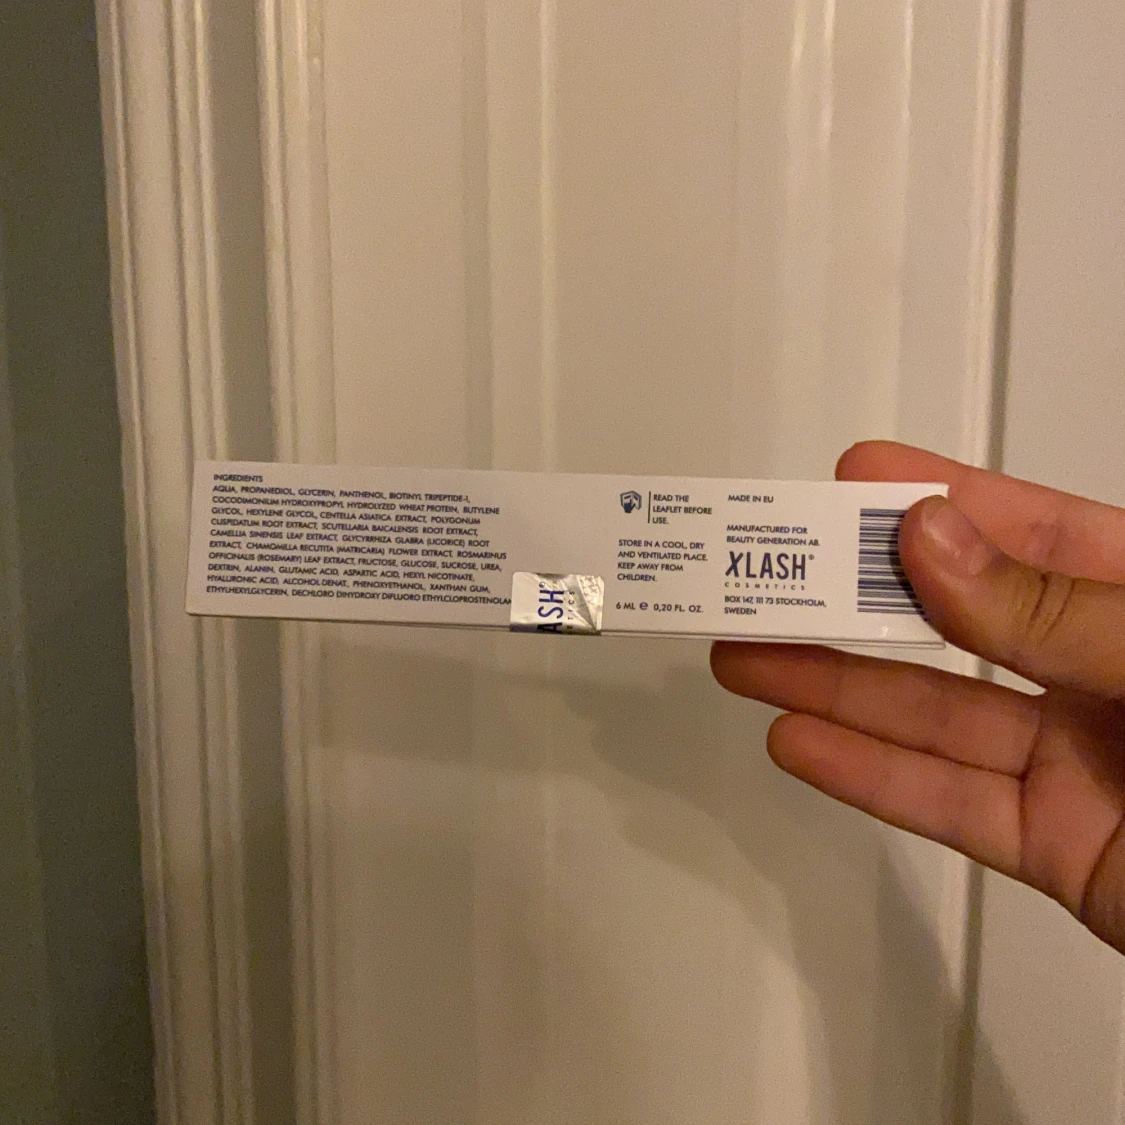 INGREDIENTS
AQUA, PROPANEDIOL, GLYCERIN, PANTHENOL, BIOTINYL TRIPEPTIDE-1,
COCODIMONIUM HYDROXYPROPYL HYDROLYZED WHEAT PROTEIN, BUTYLENE
GLYCOL, HEXYLENE GLYCOL, CENTELLA ASIATICA EXTRACT, POLYGONUM
CUSPIDATUM ROOT EXTRACT, SCUTELLARIA BAICALENSIS ROOT EXTRACT,
CAMELLIA SINENSIS LEAF EXTRACT, GLYCYRRHIZA GLABRA (LICORICE) ROOT
EXTRACT, CHAMOMILLA RECUTITA (MATRICARIA) FLOWER EXTRACT, ROSMARINUS
OFFICINALIS (ROSEMARY) LEAF EXTRACT, FRUCTOSE, GLUCOSE, SUCROSE, UREA,
DEXTRIN, ALANIN, GLUTAMIC ACID, ASPARTIC ACID, HEXYL NICOTINATE,
HYALURONIC ACID, ALCOHOL DENAT., PHENOXYETHANOL, XANTHAN GUM,
ETHYLHEXYLGLYCERIN, DECHLORO DIHYDROXY DIFLUORO ETHYLCLOPROSTENOLAM
ASH®
ETICS
READ THE
LEAFLET BEFORE
USE.
STORE IN A COOL, DRY
AND VENTILATED PLACE.
KEEP AWAY FROM
CHILDREN.
6 ML ℮ 0,20 FL. OZ.
MADE IN EU
MANUFACTURED FOR
BEAUTY GENERATION AB.
XLASH®
COSMETICS
BOX 147, 111 73 STOCKHOLM,
SWEDEN